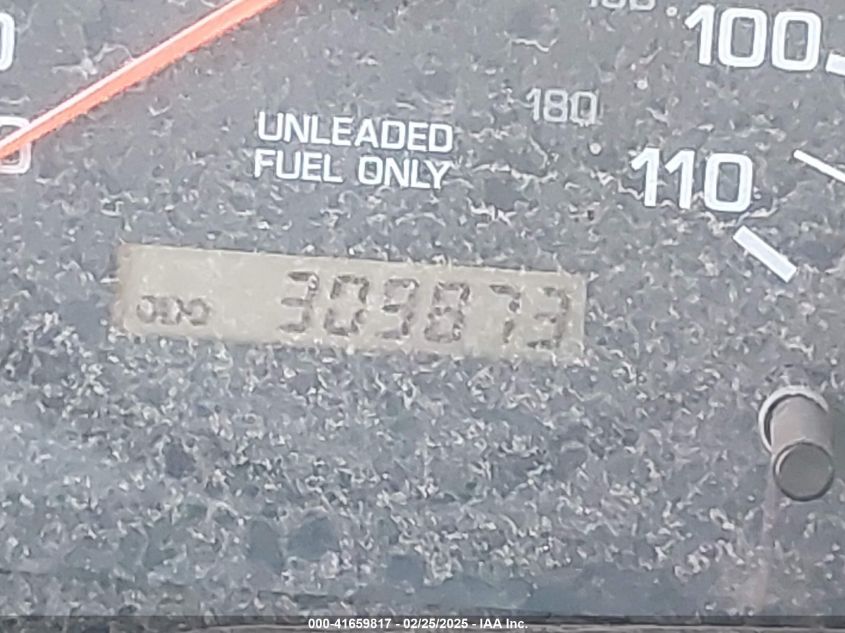 100
180
UNLEADED
FUEL ONLY
110
ODO 309873
000-41659817 - 02/25/2025 - IAA Inc.